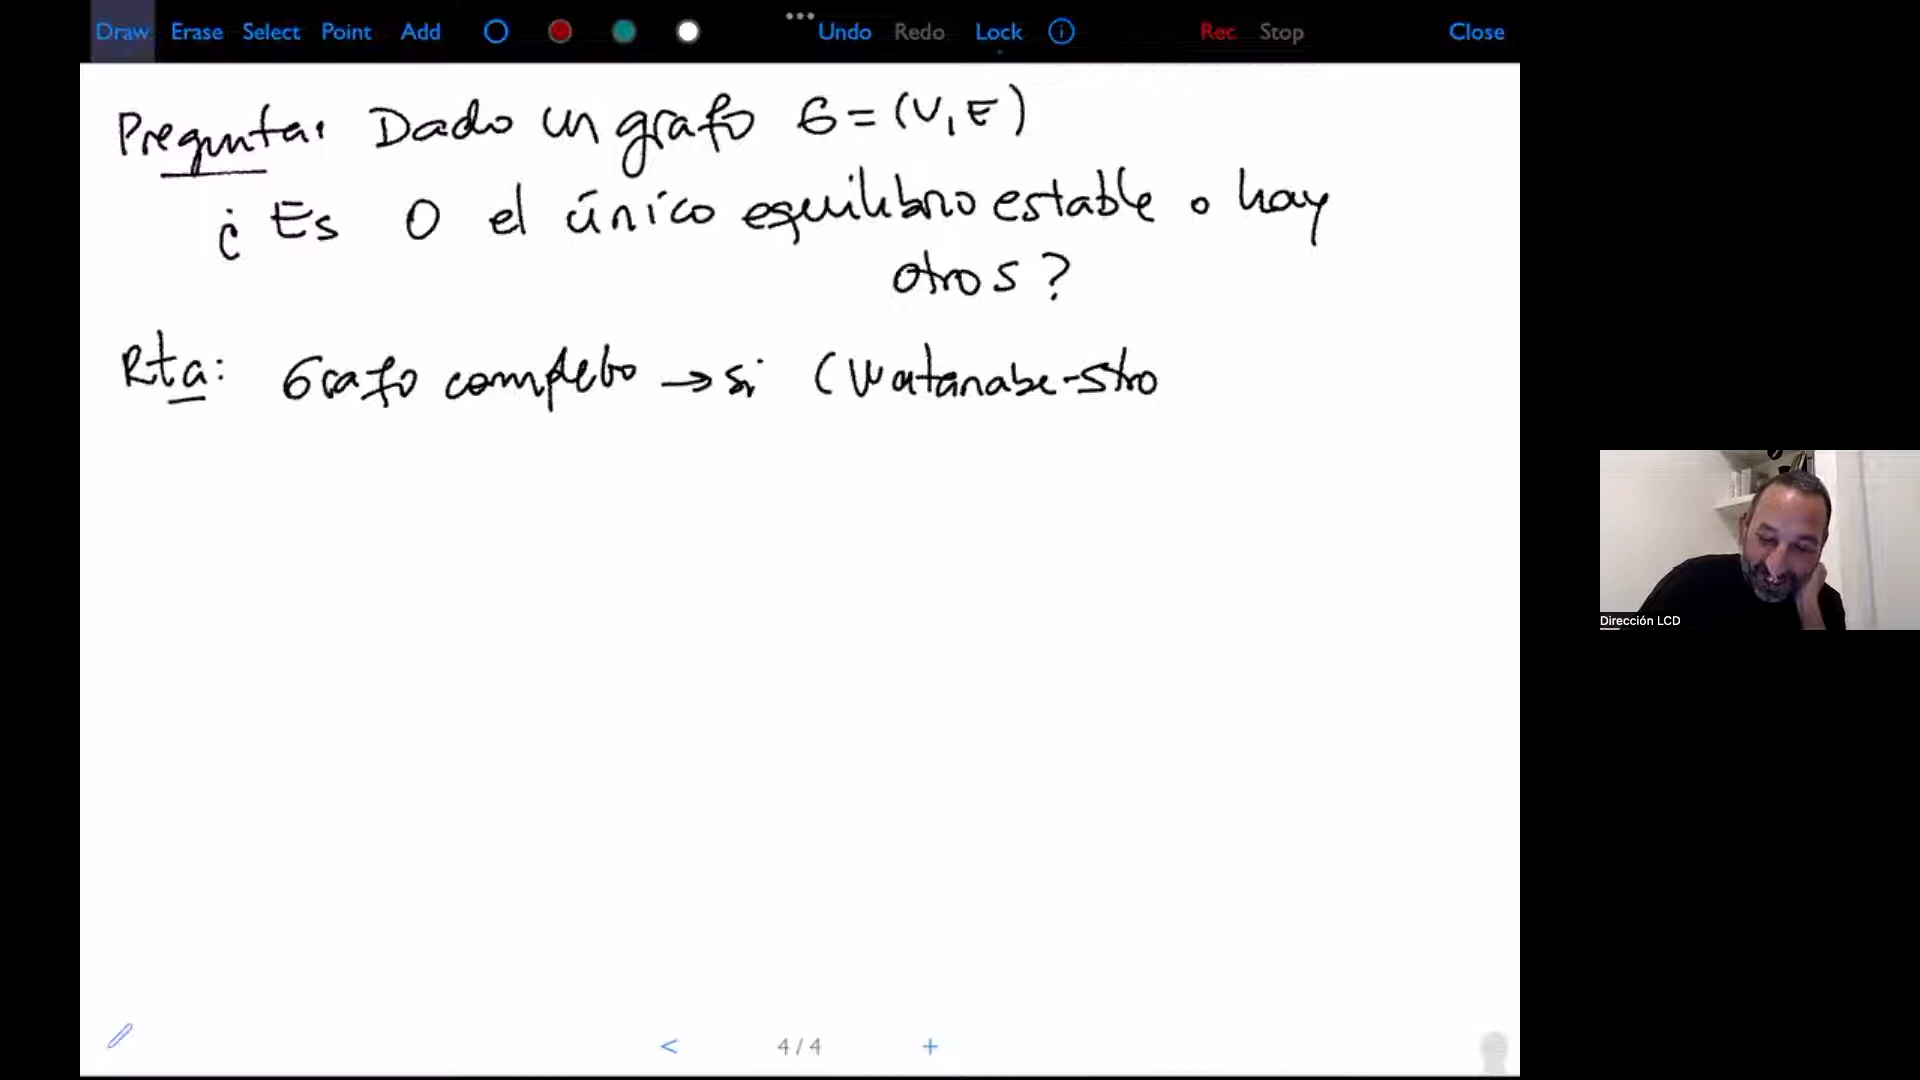 Draw Erase Select Point Add ... Undo Redo Lock i Rec Stop Close
Pregunta: Dado un grafo G=(V,E)
¿Es 0 el único equilibrio estable o hay
otros?
Rta: Grafo completo → si (Watanabe-Stro
Dirección LCD
< 4/4 +